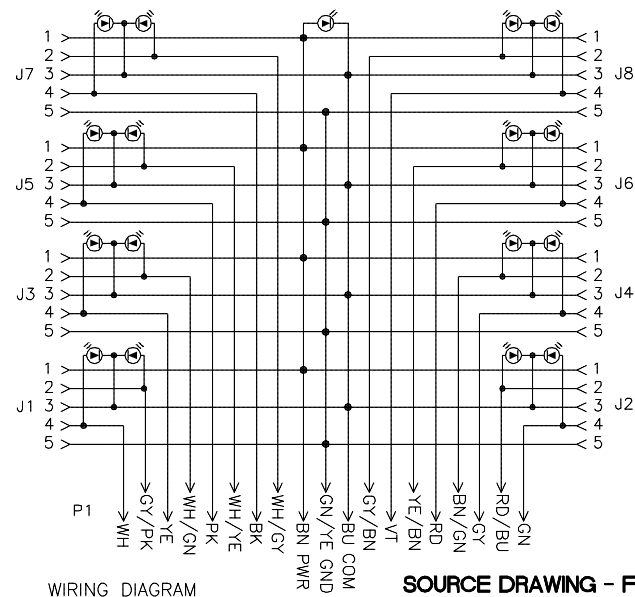 1 1
2 2
J7 3 3 J8
4 4
5 5
1 1
2 2
J5 3 3 J6
4 4
5 5
1 1
2 2
J3 3 3 J4
4 4
5 5
1 1
2 2
J1 3 3 J2
4 4
5 5
P1
WH
GY/PK
YE
WH/GN
PK
WH/YE
BK
WH/GY
BN PWR
GN/YE GND
BU COM
GY/BN
VT
YE/BN
RD
BN/GN
GY
RD/BU
GN
WIRING DIAGRAM
SOURCE DRAWING - F